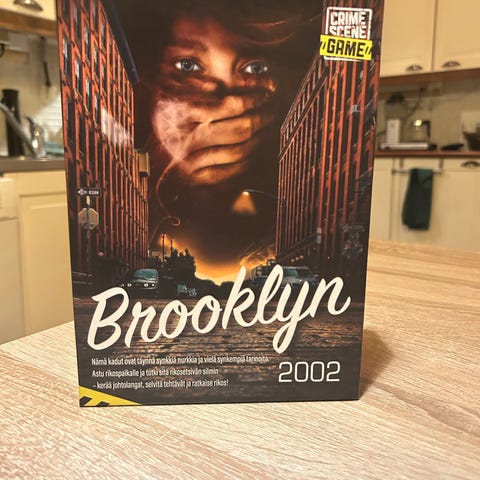 CRIME
SCENE
GAME
Brooklyn
2002
Nämä kadut ovat täynnä synkkiä nurkkia ja vielä synkempiä tarinoita.
Astu rikospaikalle ja tutki sitä rikosetsivän silmin
- kerää johtolangat, selvitä tehtävät ja ratkaise rikos!